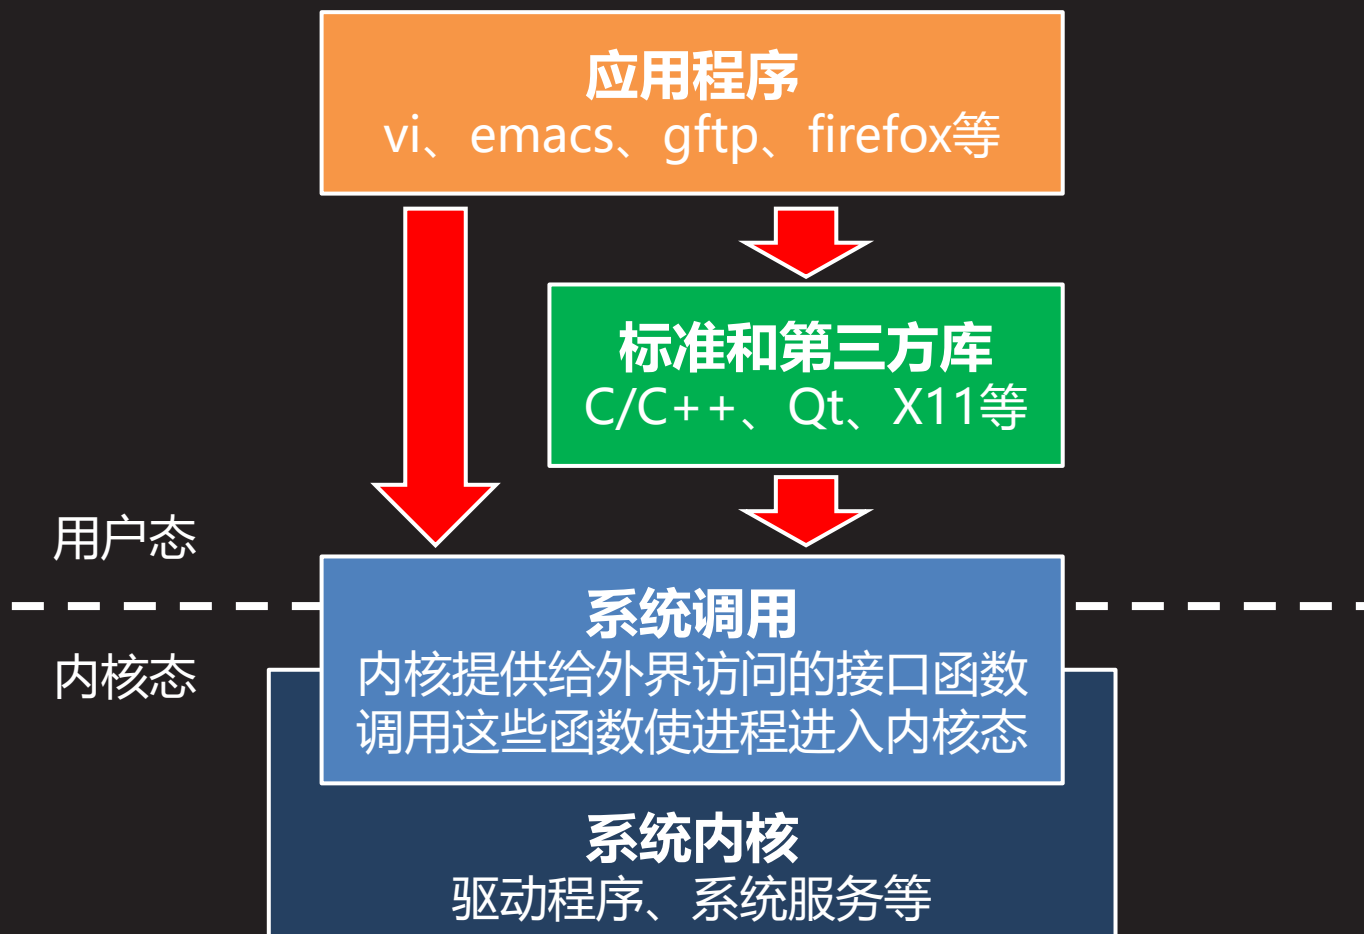 应用程序
vi、emacs、gftp、firefox等
标准和第三方库
C/C++、Qt、X11等
用户态
系统调用
内核态
内核提供给外界访问的接口函数
调用这些函数使进程进入内核态
系统内核
驱动程序、系统服务等